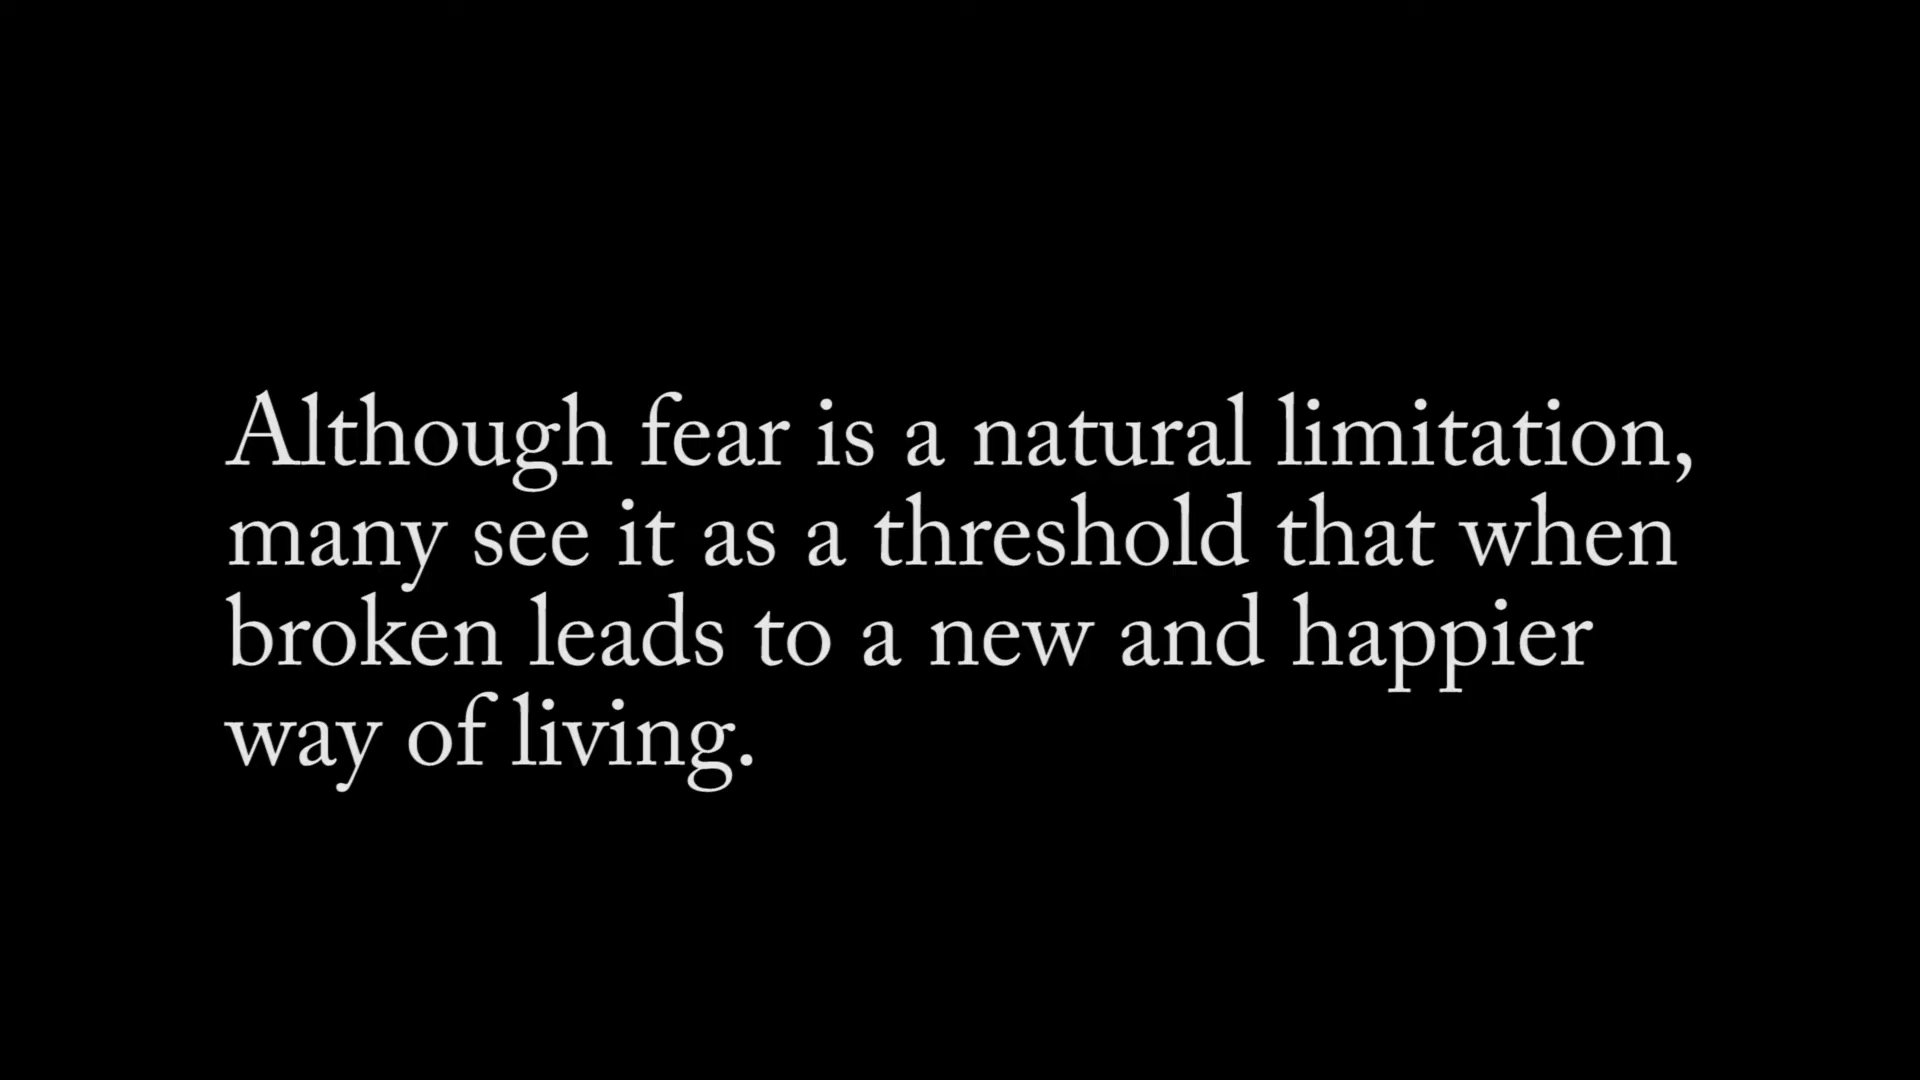 Although fear is a natural limitation,
many see it as a threshold that when
broken leads to a new and happier
way of living.